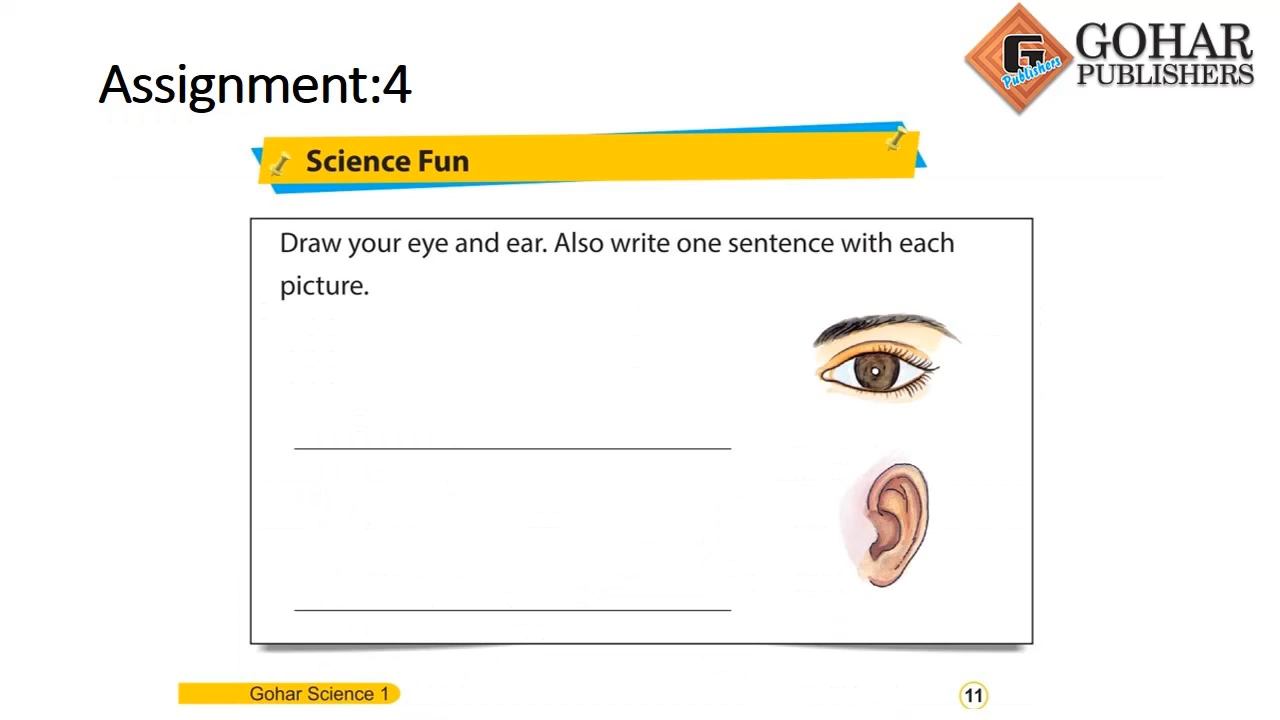 GOHAR
PUBLISHERS
G
Publishers
Assignment:4
Science Fun
Draw your eye and ear. Also write one sentence with each
picture.
Gohar Science 1
11